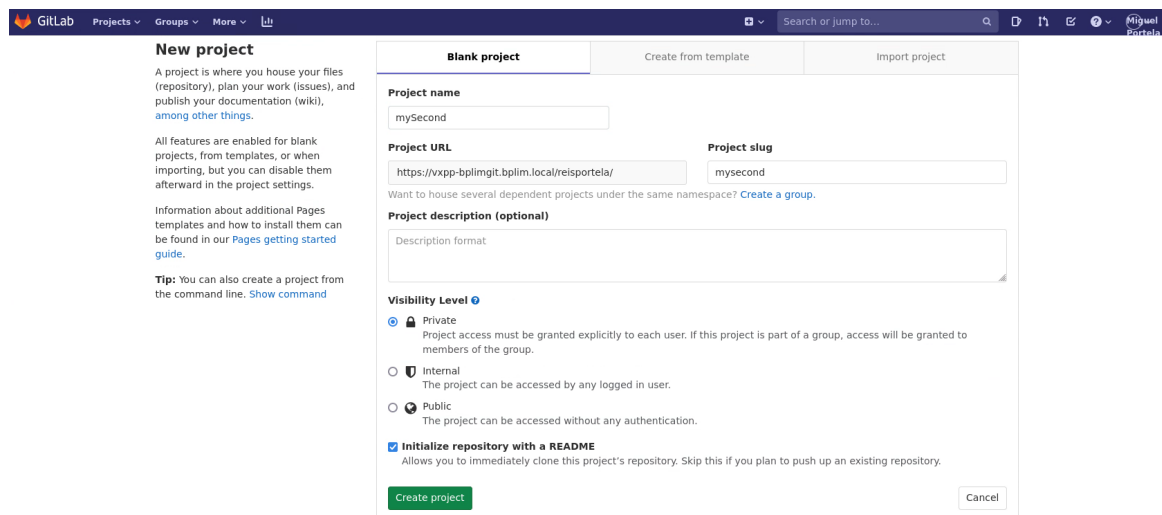 GitLab Projects Groups More Search or jump to... Miguel
Portela
New project
A project is where you house your files
(repository), plan your work (issues), and
publish your documentation (wiki),
among other things.
All features are enabled for blank
projects, from templates, or when
importing, but you can disable them
afterward in the project settings.
Information about additional Pages
templates and how to install them can
be found in our Pages getting started
guide.
Tip: You can also create a project from
the command line. Show command
Blank project Create from template Import project
Project name
mySecond
Project URL Project slug
https://vxpp-bplimgit.bplim.local/reisportela/ mysecond
Want to house several dependent projects under the same namespace? Create a group.
Project description (optional)
Description format
Visibility Level
Private
Project access must be granted explicitly to each user. If this project is part of a group, access will be granted to
members of the group.
Internal
The project can be accessed by any logged in user.
Public
The project can be accessed without any authentication.
Initialize repository with a README
Allows you to immediately clone this project's repository. Skip this if you plan to push up an existing repository.
Create project Cancel